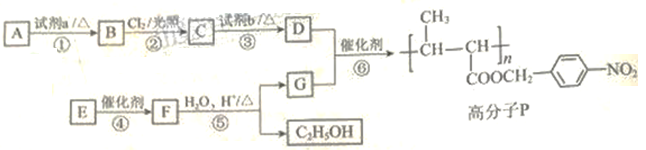 A 试剂a/△ ① B Cl₂/光照 ② C 试剂b/△ ③ D
催化剂 ⑥
CH₃
CH CH n
COOCH₂ NO₂
E 催化剂 ④ F H₂O, H⁺/△ ⑤ G
C₂H₅OH
高分子P